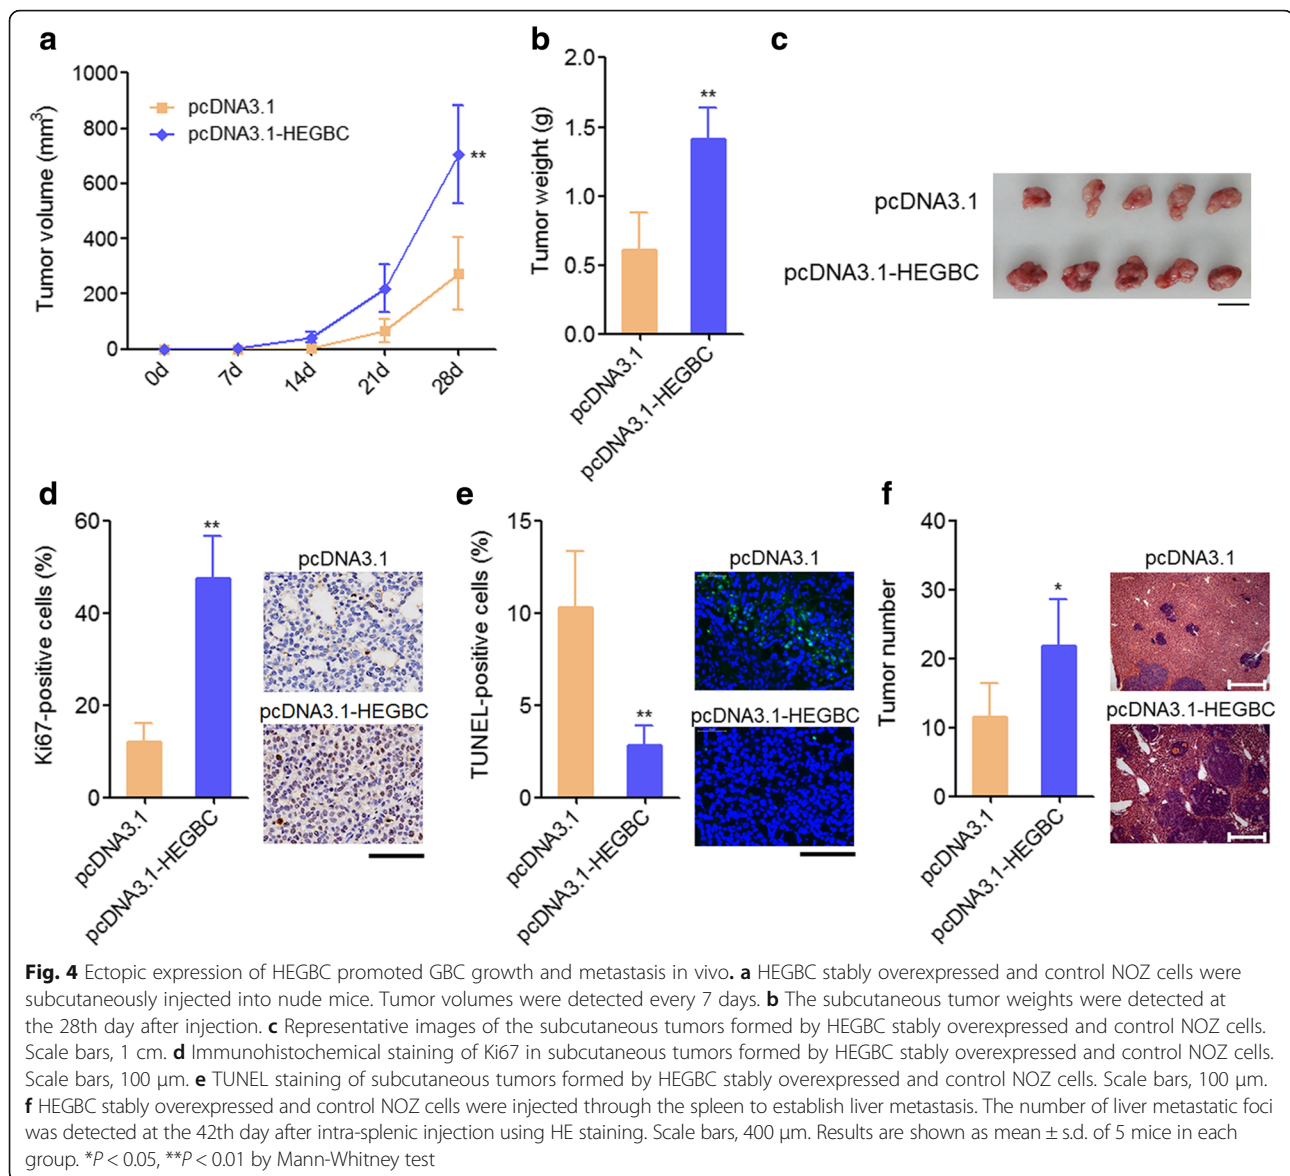 a
1000
800
600
400
200
0
Tumor volume (mm³)
pcDNA3.1
pcDNA3.1-HEGBC
**
0d 7d 14d 21d 28d
b
2.0
1.5
1.0
0.5
0.0
Tumor weight (g)
**
pcDNA3.1
pcDNA3.1-HEGBC
c
pcDNA3.1
pcDNA3.1-HEGBC
d
60
40
20
0
Ki67-positive cells (%)
**
pcDNA3.1
pcDNA3.1-HEGBC
pcDNA3.1
pcDNA3.1-HEGBC
e
15
10
5
0
TUNEL-positive cells (%)
**
pcDNA3.1
pcDNA3.1-HEGBC
pcDNA3.1
pcDNA3.1-HEGBC
f
40
30
20
10
0
Tumor number
*
pcDNA3.1
pcDNA3.1-HEGBC
pcDNA3.1
pcDNA3.1-HEGBC
Fig. 4 Ectopic expression of HEGBC promoted GBC growth and metastasis in vivo. a HEGBC stably overexpressed and control NOZ cells were
subcutaneously injected into nude mice. Tumor volumes were detected every 7 days. b The subcutaneous tumor weights were detected at
the 28th day after injection. c Representative images of the subcutaneous tumors formed by HEGBC stably overexpressed and control NOZ cells.
Scale bars, 1 cm. d Immunohistochemical staining of Ki67 in subcutaneous tumors formed by HEGBC stably overexpressed and control NOZ cells.
Scale bars, 100 μm. e TUNEL staining of subcutaneous tumors formed by HEGBC stably overexpressed and control NOZ cells. Scale bars, 100 μm.
f HEGBC stably overexpressed and control NOZ cells were injected through the spleen to establish liver metastasis. The number of liver metastatic foci
was detected at the 42th day after intra-splenic injection using HE staining. Scale bars, 400 μm. Results are shown as mean ± s.d. of 5 mice in each
group. *P < 0.05, **P < 0.01 by Mann-Whitney test